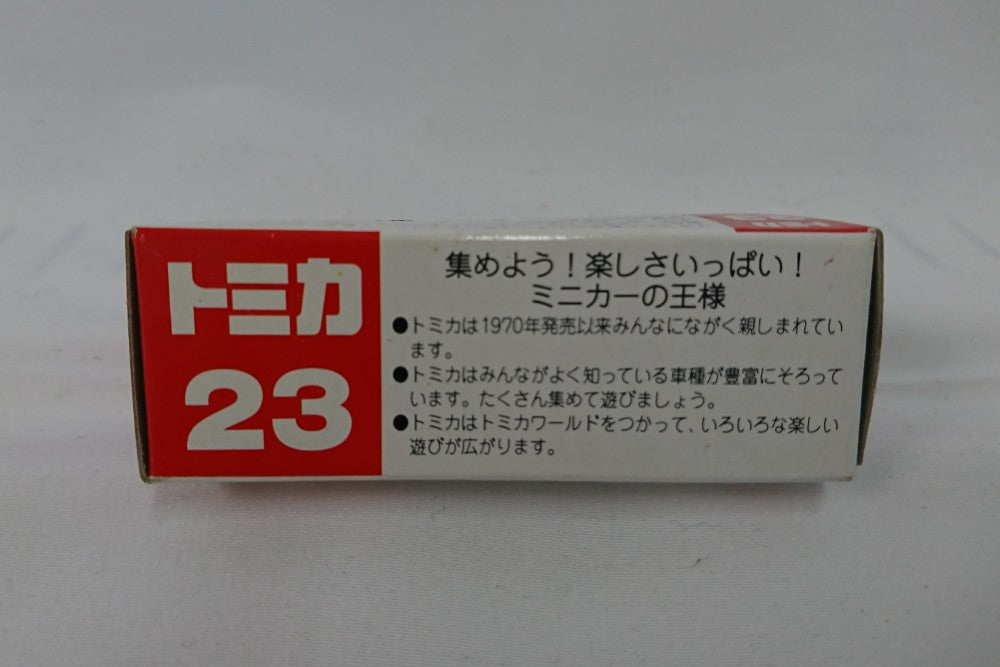 トミカ
23
集めよう！楽しさいっぱい！
ミニカーの王様
●トミカは1970年発売以来みんなにながく親しまれてい
ます。
●トミカはみんながよく知っている車種が豊富にそろって
います。たくさん集めて遊びましょう。
●トミカはトミカワールドをつかって、いろいろな楽しい
遊びが広がります。